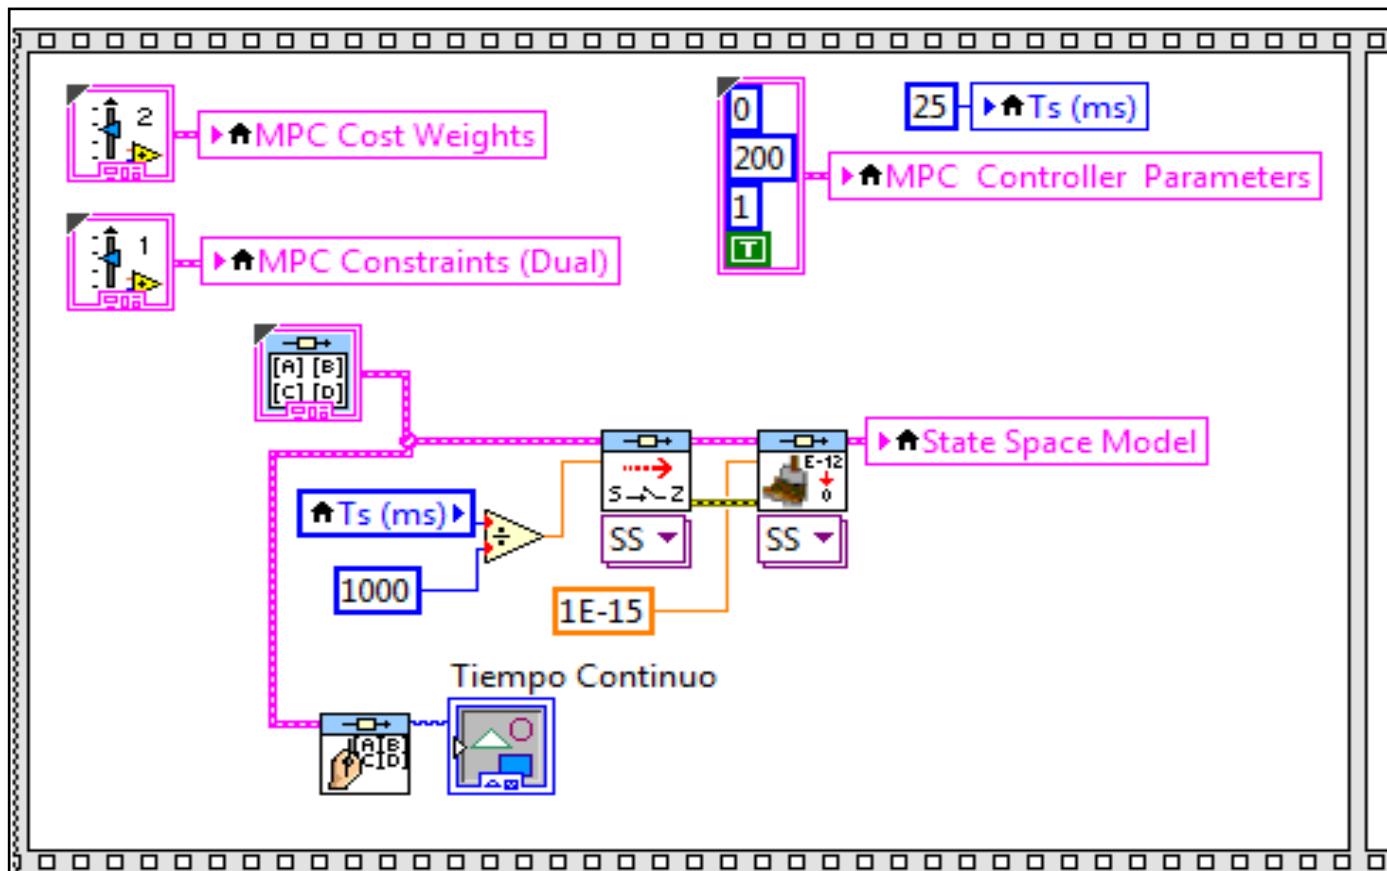 2
MPC Cost Weights
0
200
1
T
25
Ts (ms)
MPC Controller Parameters
1
MPC Constraints (Dual)
[A] [B]
[C] [D]
State Space Model
S Z
E-12
0
SS
SS
Ts (ms)
÷
1000
1E-15
Tiempo Continuo
[A][B]
[C][D]